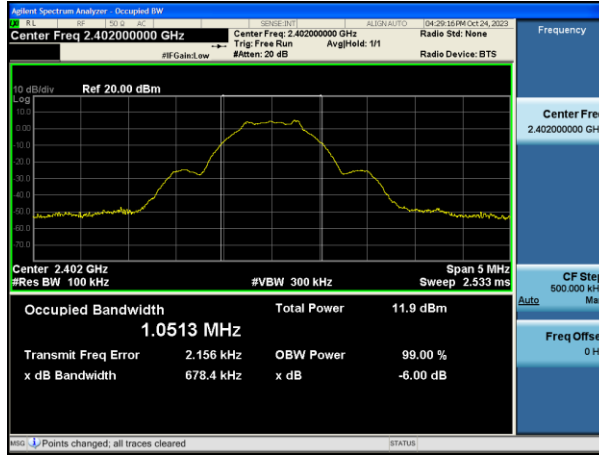 Agilent Spectrum Analyzer - Occupied BW
RL RF 50 Ω AC SENSE:INT ALIGN AUTO 04:29:16 PM Oct 24, 2023
Center Freq 2.402000000 GHz
Center Freq: 2.402000000 GHz
Radio Std: None
Trig: Free Run Avg|Hold: 1/1
#IFGain:Low #Atten: 20 dB Radio Device: BTS
10 dB/div Ref 20.00 dBm
Log
10.0
0.00
-10.0
-20.0
-30.0
-40.0
-50.0
-60.0
-70.0
Center 2.402 GHz Span 5 MHz
#Res BW 100 kHz #VBW 300 kHz Sweep 2.533 ms
Occupied Bandwidth Total Power 11.9 dBm
1.0513 MHz
Transmit Freq Error 2.156 kHz OBW Power 99.00 %
x dB Bandwidth 678.4 kHz x dB -6.00 dB
MSG Points changed; all traces cleared STATUS
Frequency
Center Fre
2.402000000 GH
CF Step
500.000 kH
Auto Ma
Freq Offse
0 H